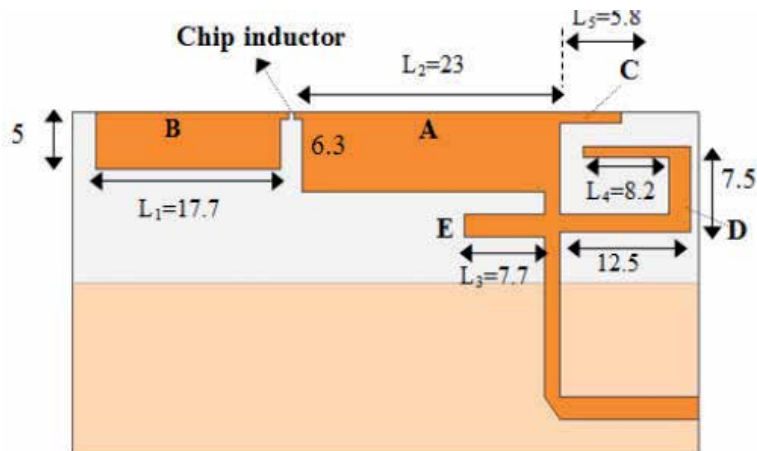 L₅=5.8
Chip inductor
L₂=23
C
5
B
A
6.3
L₁=17.7
L₄=8.2
7.5
E
D
L₃=7.7
12.5